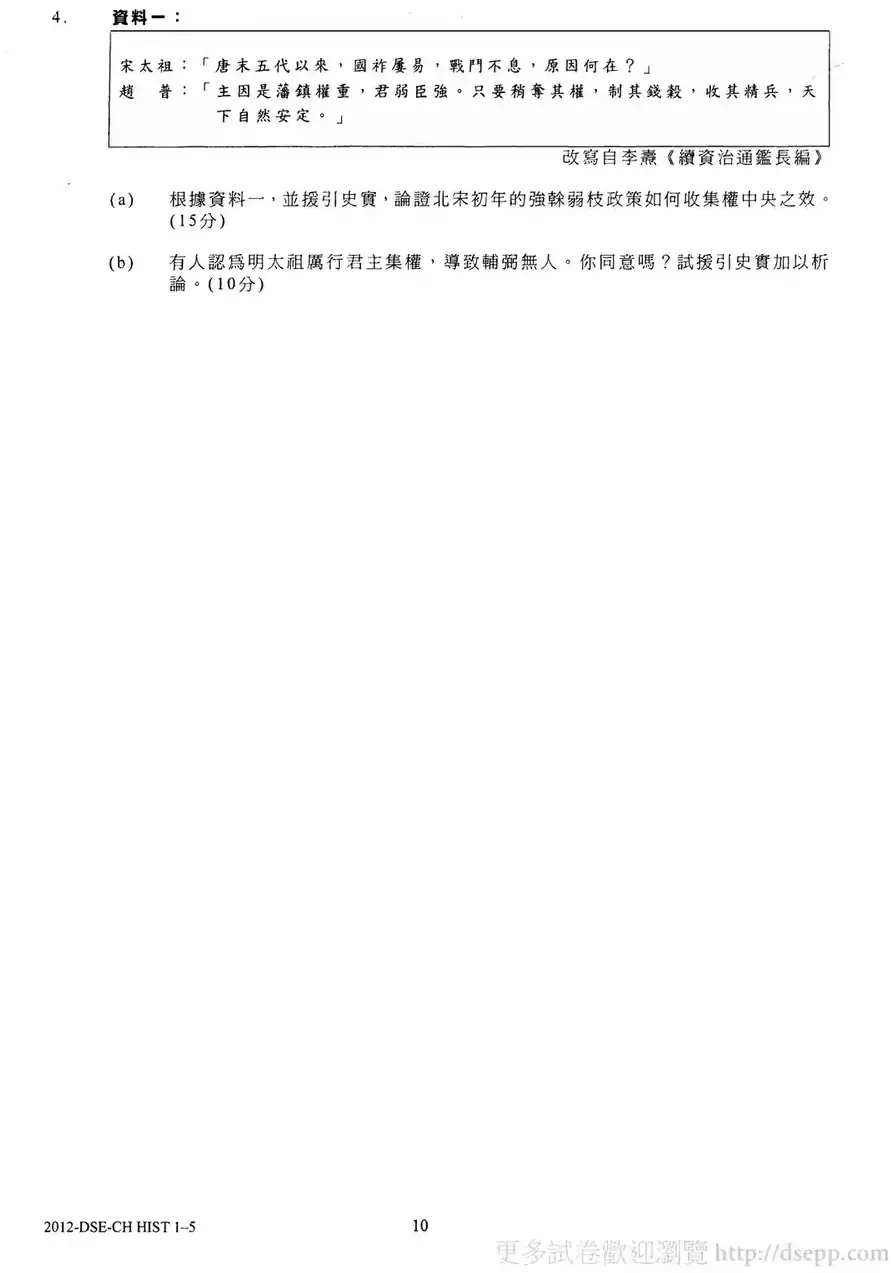 4. 資料一：
宋太祖：「唐末五代以來，國祚屢易，戰鬥不息，原因何在？」
趙　普：「主因是藩鎮權重，君弱臣強。只要稍奪其權，制其錢穀，收其精兵，天
下自然安定。」
改寫自李燾《續資治通鑑長編》
(a) 根據資料一，並援引史實，論證北宋初年的強榦弱枝政策如何收集權中央之效。
(15分)
(b) 有人認爲明太祖厲行君主集權，導致輔弼無人。你同意嗎？試援引史實加以析
論。(10分)
2012-DSE-CH HIST 1–5
10
更多試卷歡迎瀏覽 http://dsepp.com